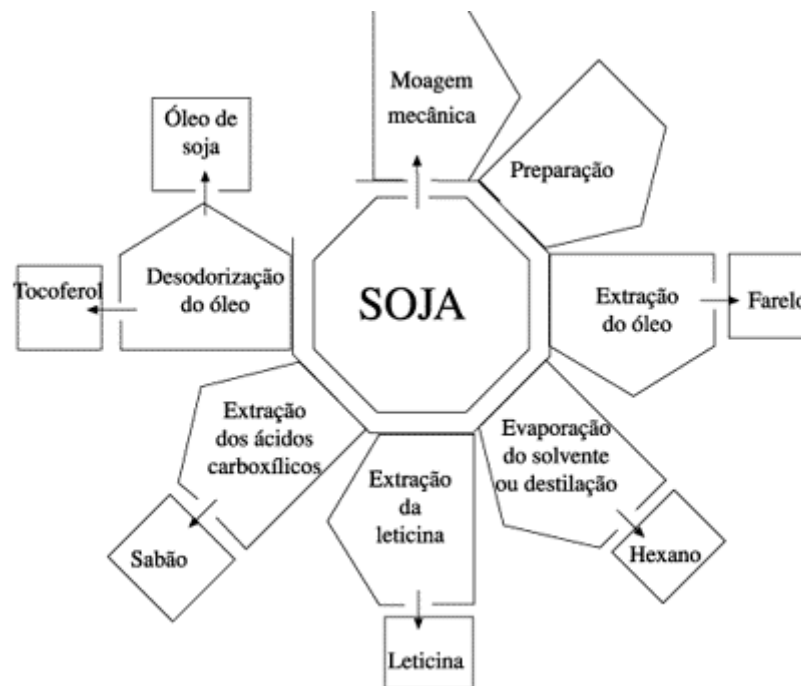 Moagem
mecânica
Preparação
Extração
do óleo
Farelo
Evaporação
do solvente
ou destilação
Hexano
Extração
da
leticina
Leticina
Extração
dos ácidos
carboxílicos
Sabão
Desodorização
do óleo
Tocoferol
Óleo de
soja
SOJA